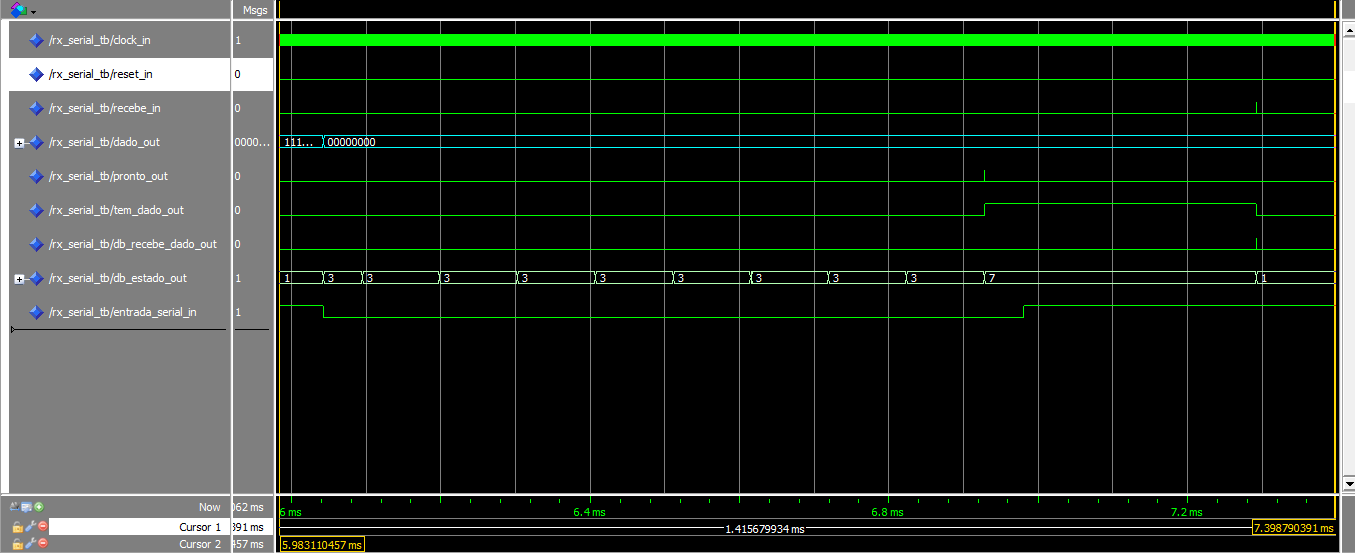 Msgs
/rx_serial_tb/clock_in 1
/rx_serial_tb/reset_in 0
/rx_serial_tb/recebe_in 0
/rx_serial_tb/dado_out 0000... 111... 00000000
/rx_serial_tb/pronto_out 0
/rx_serial_tb/tem_dado_out 0
/rx_serial_tb/db_recebe_dado_out 0
/rx_serial_tb/db_estado_out 1 1 3 3 3 3 3 3 3 3 3 7 1
/rx_serial_tb/entrada_serial_in 1
Now 062 ms 6 ms 6.4 ms 6.8 ms 7.2 ms
Cursor 1 391 ms 1.415679934 ms 7.398790391 ms
Cursor 2 457 ms 5.983110457 ms